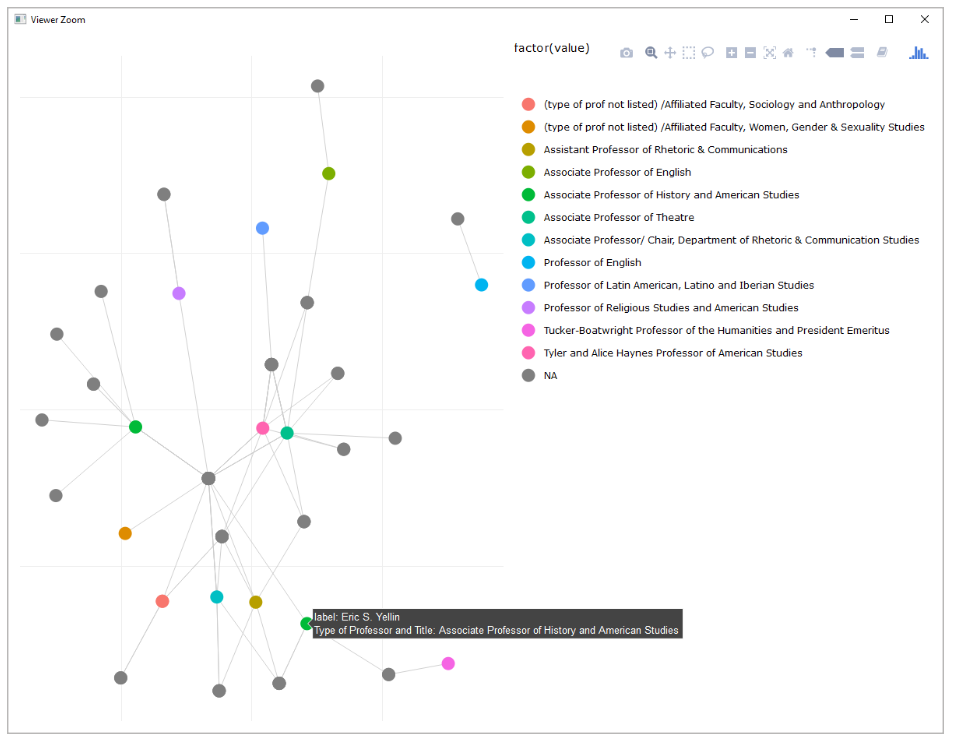 Viewer Zoom
factor(value)
(type of prof not listed) /Affiliated Faculty, Sociology and Anthropology
(type of prof not listed) /Affiliated Faculty, Women, Gender & Sexuality Studies
Assistant Professor of Rhetoric & Communications
Associate Professor of English
Associate Professor of History and American Studies
Associate Professor of Theatre
Associate Professor/ Chair, Department of Rhetoric & Communication Studies
Professor of English
Professor of Latin American, Latino and Iberian Studies
Professor of Religious Studies and American Studies
Tucker-Boatwright Professor of the Humanities and President Emeritus
Tyler and Alice Haynes Professor of American Studies
NA
label: Eric S. Yellin
Type of Professor and Title: Associate Professor of History and American Studies